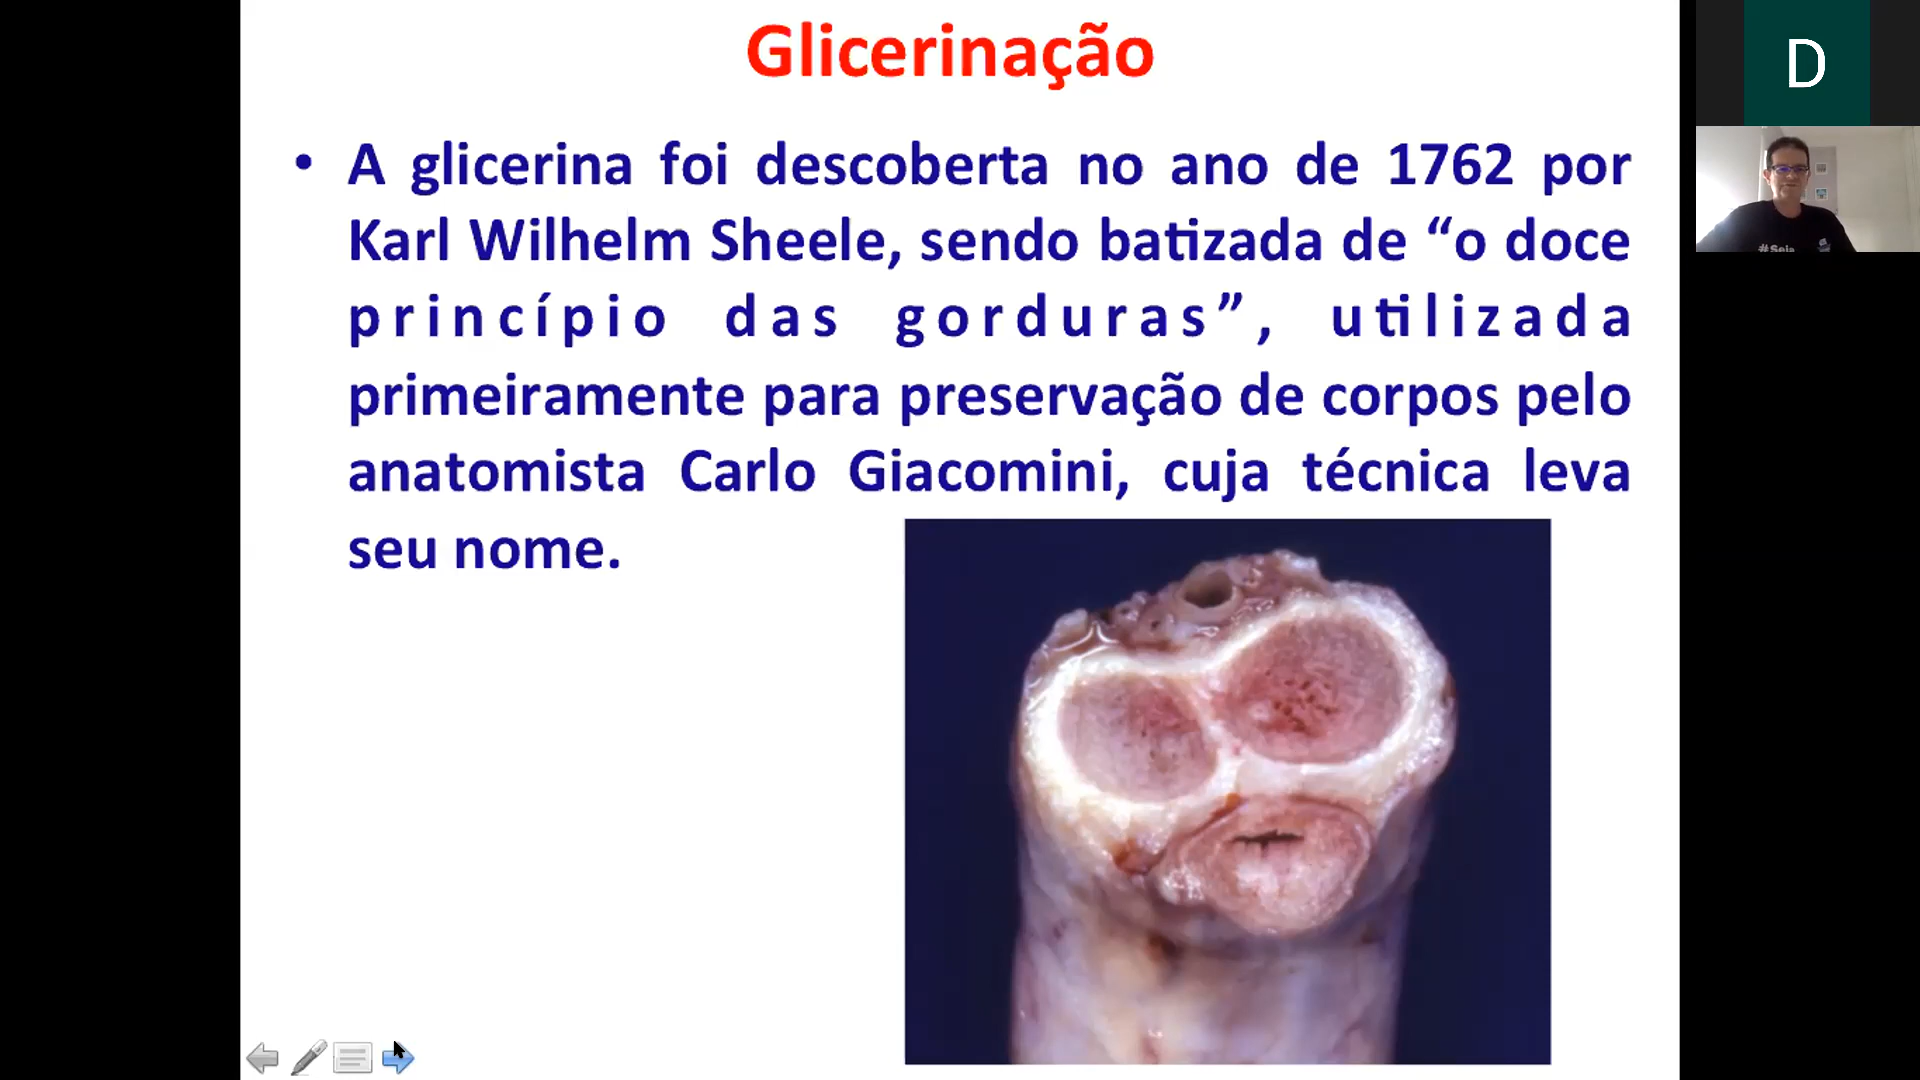 Glicerinação
• A glicerina foi descoberta no ano de 1762 por
Karl Wilhelm Sheele, sendo batizada de “o doce
princípio das gorduras”, utilizada
primeiramente para preservação de corpos pelo
anatomista Carlo Giacomini, cuja técnica leva
seu nome.
D
#Seja